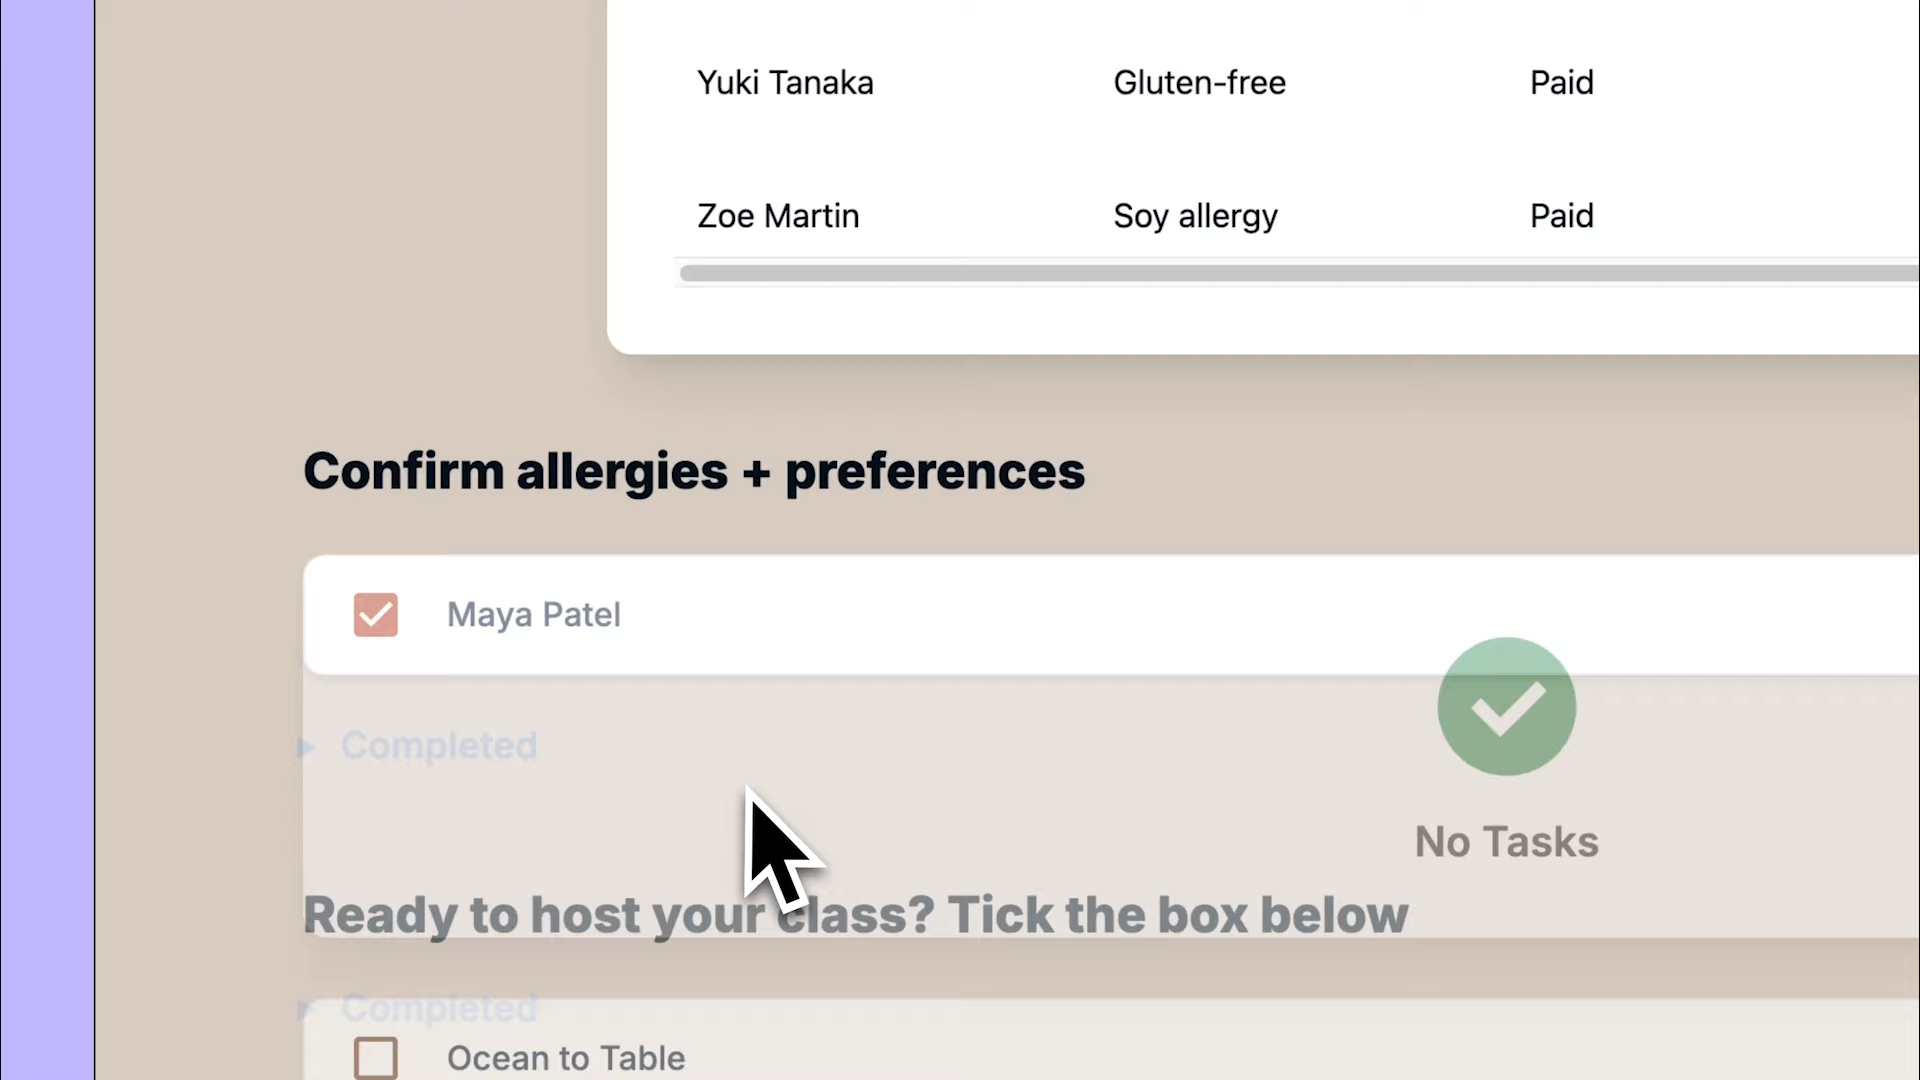 Yuki Tanaka Gluten-free Paid
Zoe Martin Soy allergy Paid
Confirm allergies + preferences
Maya Patel
Completed
No Tasks
Ready to host your class? Tick the box below
Completed
Ocean to Table